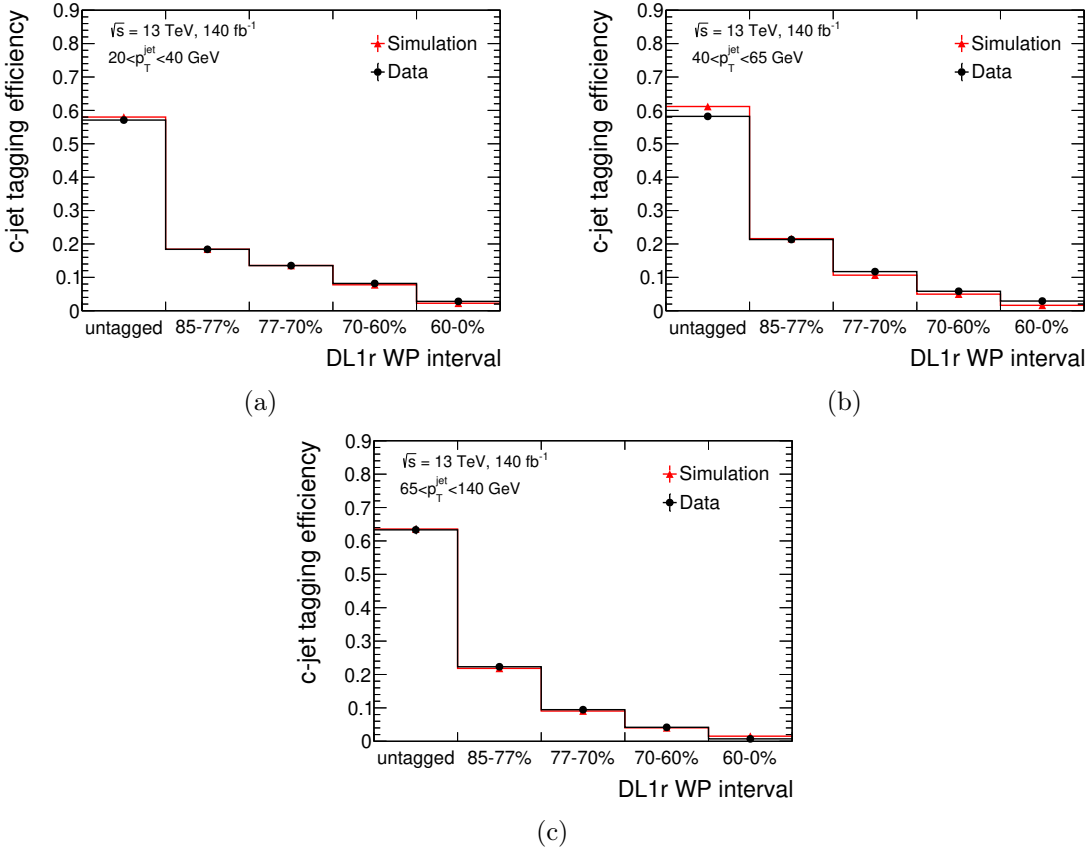 c-jet tagging efficiency
0.9
0.8
0.7
0.6
0.5
0.4
0.3
0.2
0.1
0
√s = 13 TeV, 140 fb⁻¹
20<p_T^jet<40 GeV
Simulation
Data
untagged 85-77% 77-70% 70-60% 60-0%
DL1r WP interval
(a)
c-jet tagging efficiency
0.9
0.8
0.7
0.6
0.5
0.4
0.3
0.2
0.1
0
√s = 13 TeV, 140 fb⁻¹
40<p_T^jet<65 GeV
Simulation
Data
untagged 85-77% 77-70% 70-60% 60-0%
DL1r WP interval
(b)
c-jet tagging efficiency
0.9
0.8
0.7
0.6
0.5
0.4
0.3
0.2
0.1
0
√s = 13 TeV, 140 fb⁻¹
65<p_T^jet<140 GeV
Simulation
Data
untagged 85-77% 77-70% 70-60% 60-0%
DL1r WP interval
(c)